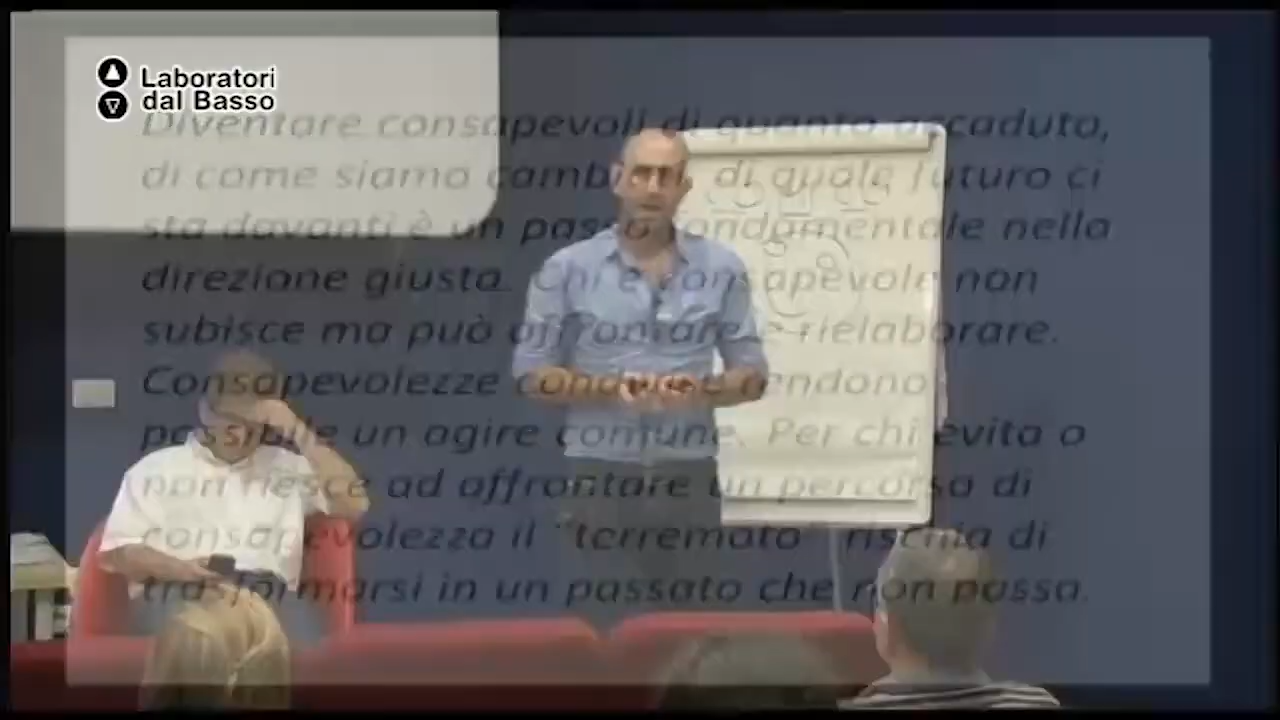 Laboratori
dal Basso
Diventare consapevoli di quanto accaduto,
di come siamo cambiati, di quale futuro ci
sta davanti è un passo fondamentale nella
direzione giusta. Chi è consapevole non
subisce ma può affrontare e rielaborare.
Consapevolezze condivise rendono
possibile un agire comune. Per chi evita o
non riesce ad affrontare un percorso di
consapevolezza il "terremoto" rischia di
trasformarsi in un passato che non passa.